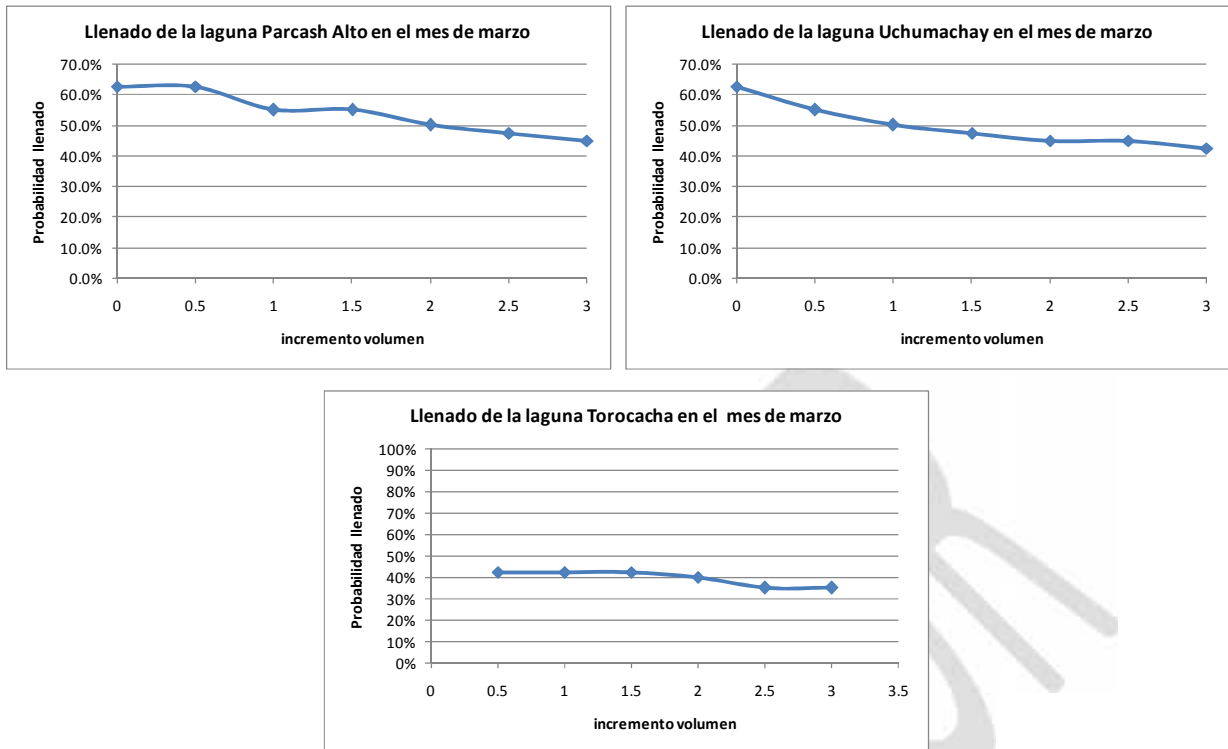 Llenado de la laguna Parcash Alto en el mes de marzo
70.0%
60.0%
50.0%
40.0%
30.0%
20.0%
10.0%
0.0%
Probabilidad llenado
0 0.5 1 1.5 2 2.5 3
incremento volumen
Llenado de la laguna Uchumachay en el mes de marzo
70.0%
60.0%
50.0%
40.0%
30.0%
20.0%
10.0%
0.0%
Probabilidad llenado
0 0.5 1 1.5 2 2.5 3
incremento volumen
Llenado de la laguna Torocacha en el mes de marzo
100%
90%
80%
70%
60%
50%
40%
30%
20%
10%
0%
Probabilidad llenado
0 0.5 1 1.5 2 2.5 3 3.5
incremento volumen